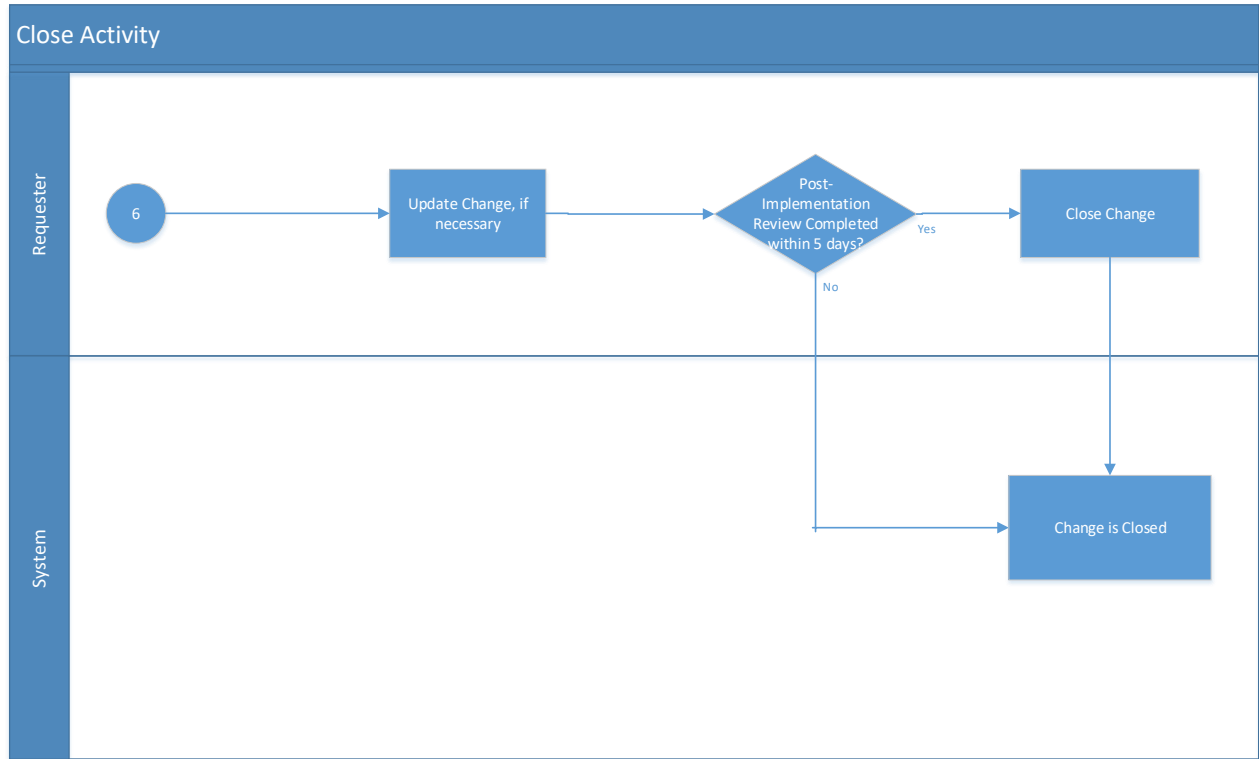 Close Activity
Requester
6
Update Change, if
necessary
Post-
Implementation
Review Completed
within 5 days?
Yes
No
Close Change
System
Change is Closed